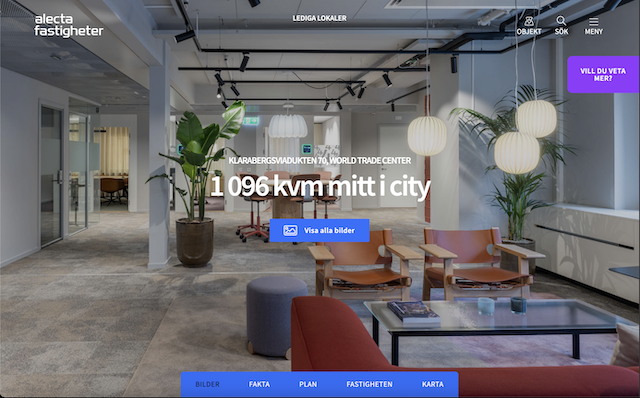 alecta
fastigheter
LEDIGA LOKALER
OBJEKT
SÖK
MENY
VILL DU VETA
MER?
KLARABERGSVIADUKTEN 70, WORLD TRADE CENTER
1 096 kvm mitt i city
Visa alla bilder
BILDER
FAKTA
PLAN
FASTIGHETEN
KARTA